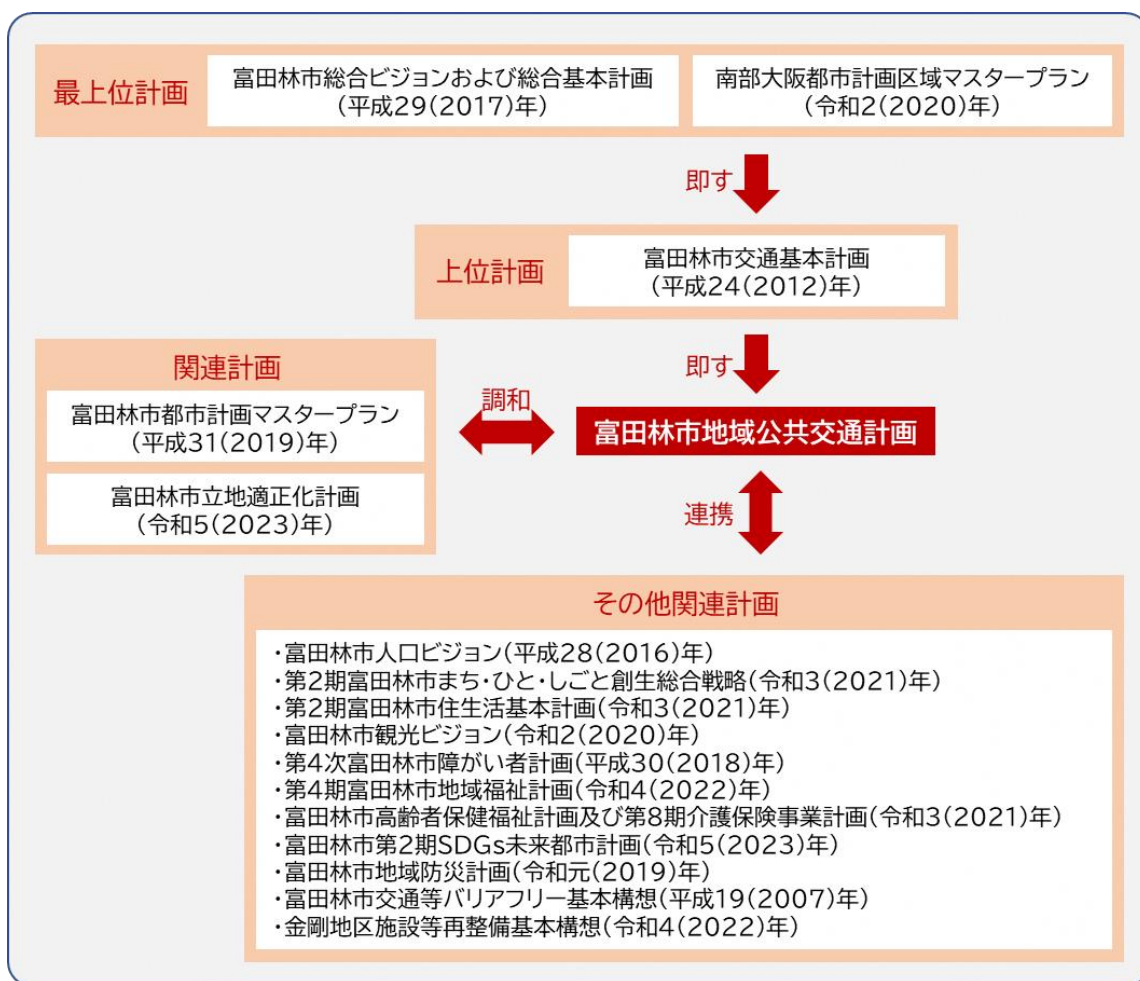 最上位計画
富田林市総合ビジョンおよび総合基本計画
(平成29(2017)年)
南部大阪都市計画区域マスタープラン
(令和2(2020)年)
即す
上位計画
富田林市交通基本計画
(平成24(2012)年)
即す
関連計画
富田林市都市計画マスタープラン
(平成31(2019)年)
富田林市立地適正化計画
(令和5(2023)年)
調和
富田林市地域公共交通計画
連携
その他関連計画
・富田林市人口ビジョン(平成28(2016)年)
・第2期富田林市まち・ひと・しごと創生総合戦略(令和3(2021)年)
・第2期富田林市住生活基本計画(令和3(2021)年)
・富田林市観光ビジョン(令和2(2020)年)
・第4次富田林市障がい者計画(平成30(2018)年)
・第4期富田林市地域福祉計画(令和4(2022)年)
・富田林市高齢者保健福祉計画及び第8期介護保険事業計画(令和3(2021)年)
・富田林市第2期SDGs未来都市計画(令和5(2023)年)
・富田林市地域防災計画(令和元(2019)年)
・富田林市交通等バリアフリー基本構想(平成19(2007)年)
・金剛地区施設等再整備基本構想(令和4(2022)年)